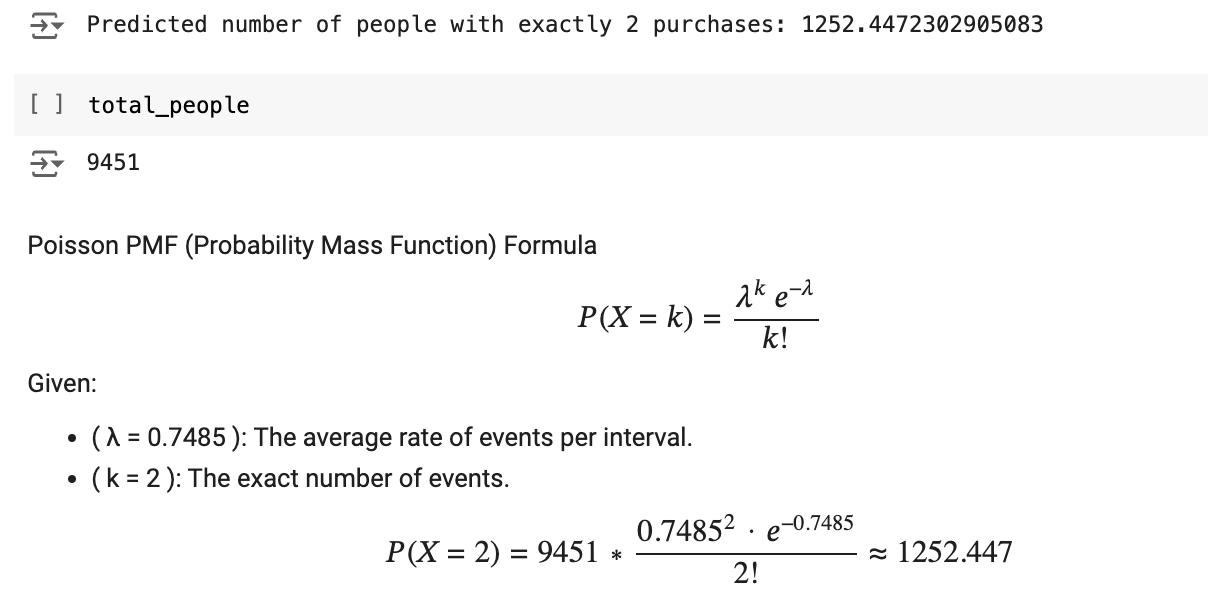 Predicted number of people with exactly 2 purchases: 1252.4472302905083
[ ] total_people
9451
Poisson PMF (Probability Mass Function) Formula
P(X = k) = \frac{λ^k e^{−λ}}{k!}
Given:
• ( λ = 0.7485 ): The average rate of events per interval.
• ( k = 2 ): The exact number of events.
P(X = 2) = 9451 * \frac{0.7485^2 · e^{−0.7485}}{2!} ≈ 1252.447